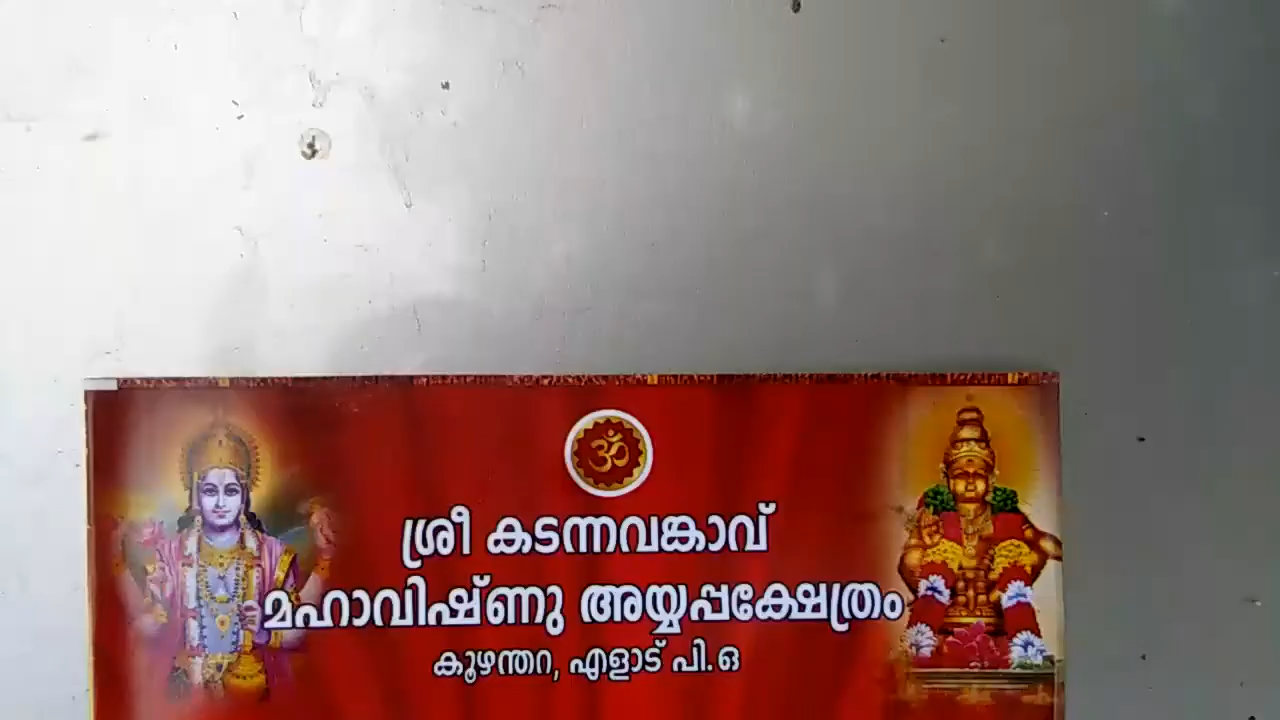 ॐ
ശ്രീ കടന്നവങ്കാവ്
മഹാവിഷ്ണു അയ്യപ്പക്ഷേത്രം
കൂഴന്തറ, എളാട് പി.ഒ